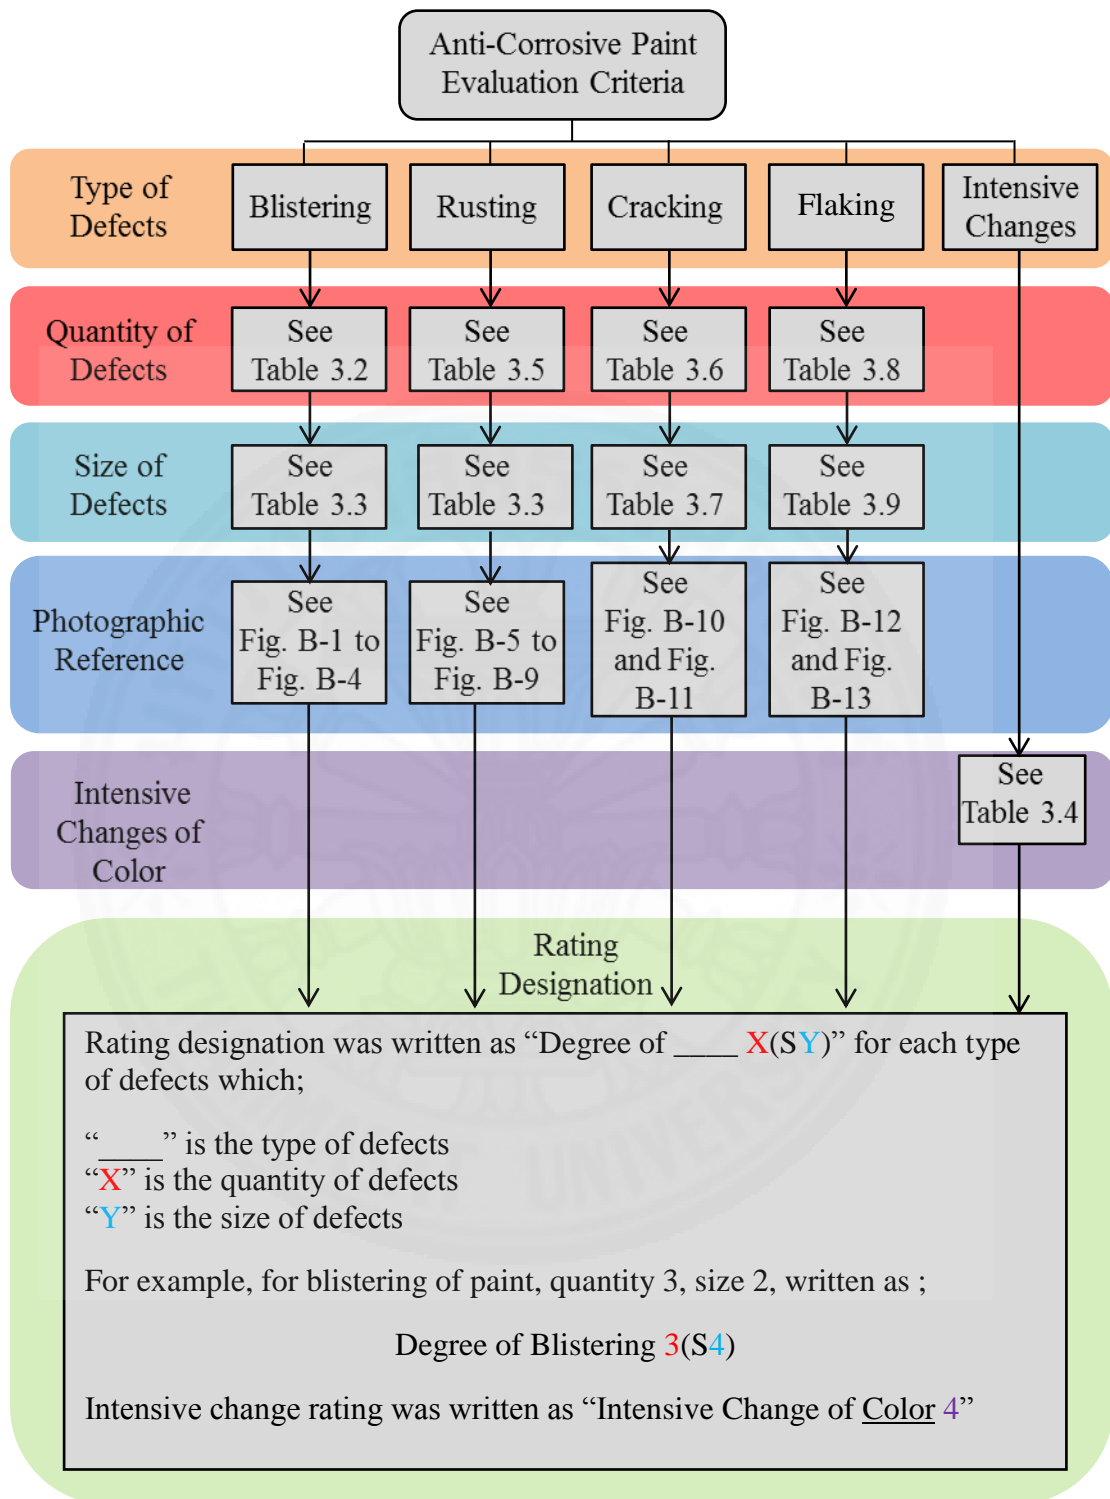 Anti-Corrosive Paint
Evaluation Criteria
Type of
Defects
Blistering
Rusting
Cracking
Flaking
Intensive
Changes
Quantity of
Defects
See
Table 3.2
See
Table 3.5
See
Table 3.6
See
Table 3.8
Size of
Defects
See
Table 3.3
See
Table 3.3
See
Table 3.7
See
Table 3.9
Photographic
Reference
See
Fig. B-1 to
Fig. B-4
See
Fig. B-5 to
Fig. B-9
See
Fig. B-10
and Fig.
B-11
See
Fig. B-12
and Fig.
B-13
Intensive
Changes of
Color
See
Table 3.4
Rating
Designation
Rating designation was written as “Degree of ____ X(SY)” for each type
of defects which;
“____” is the type of defects
“X” is the quantity of defects
“Y” is the size of defects
For example, for blistering of paint, quantity 3, size 2, written as ;
Degree of Blistering 3(S4)
Intensive change rating was written as “Intensive Change of Color 4”
UNIVERSITY